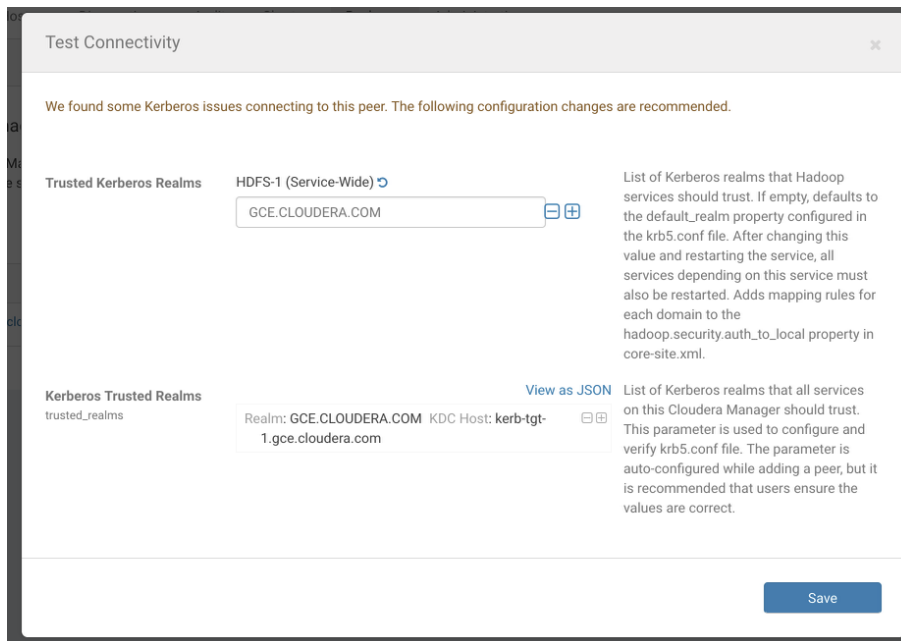 Test Connectivity
We found some Kerberos issues connecting to this peer. The following configuration changes are recommended.
Trusted Kerberos Realms
HDFS-1 (Service-Wide)
GCE.CLOUDERA.COM
List of Kerberos realms that Hadoop
services should trust. If empty, defaults to
the default_realm property configured in
the krb5.conf file. After changing this
value and restarting the service, all
services depending on this service must
also be restarted. Adds mapping rules for
each domain to the
hadoop.security.auth_to_local property in
core-site.xml.
Kerberos Trusted Realms
trusted_realms
View as JSON
Realm: GCE.CLOUDERA.COM KDC Host: kerb-tgt-
1.gce.cloudera.com
List of Kerberos realms that all services
on this Cloudera Manager should trust.
This parameter is used to configure and
verify krb5.conf file. The parameter is
auto-configured while adding a peer, but it
is recommended that users ensure the
values are correct.
Save